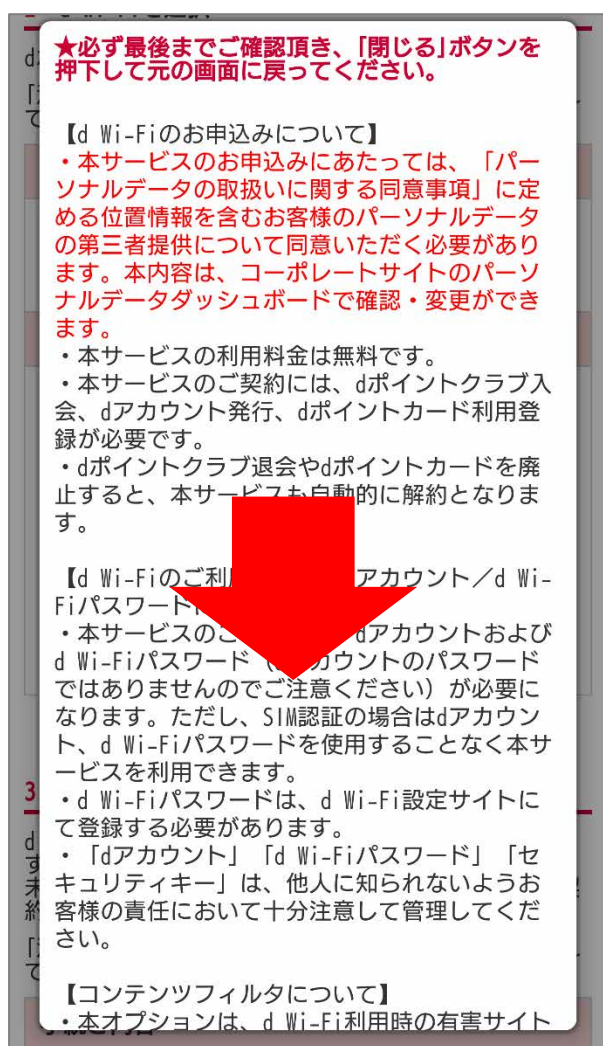 ★必ず最後までご確認頂き、「閉じる」ボタンを
押下して元の画面に戻ってください。
【d Wi-Fiのお申込みについて】
・本サービスのお申込みにあたっては、「パー
ソナルデータの取扱いに関する同意事項」に定
める位置情報を含むお客様のパーソナルデータ
の第三者提供について同意いただく必要があり
ます。本内容は、コーポレートサイトのパーソ
ナルデータダッシュボードで確認・変更ができ
ます。
・本サービスの利用料金は無料です。
・本サービスのご契約には、dポイントクラブ入
会、dアカウント発行、dポイントカード利用登
録が必要です。
・dポイントクラブ退会やdポイントカードを廃
止すると、本サービスも自動的に解約となりま
す。
【d Wi-Fiのご利 アカウント／d Wi-
Fiパスワード
・本サービスのご dアカウントおよび
d Wi-Fiパスワード カウントのパスワード
ではありませんのでご注意ください）が必要に
なります。ただし、SIM認証の場合はdアカウン
ト、d Wi-Fiパスワードを使用することなく本サ
ービスを利用できます。
・d Wi-Fiパスワードは、d Wi-Fi設定サイトに
て登録する必要があります。
・「dアカウント」「d Wi-Fiパスワード」「セ
キュリティキー」は、他人に知られないようお
客様の責任において十分注意して管理してくだ
さい。
【コンテンツフィルタについて】
・本オプションは、d Wi-Fi利用時の有害サイト